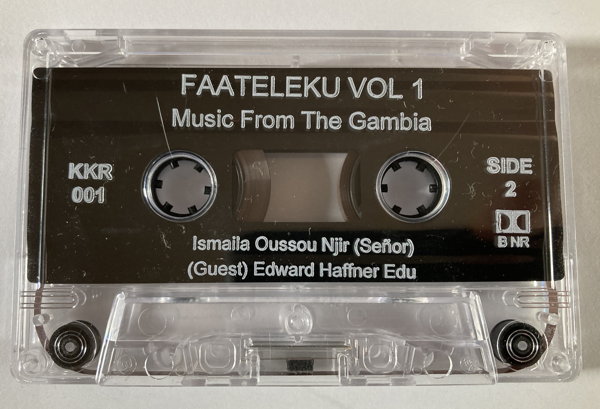 FAATELEKU VOL 1
Music From The Gambia
KKR
001
SIDE
2
B NR
Ismaila Oussou Njir (Señor)
(Guest) Edward Haffner Edu